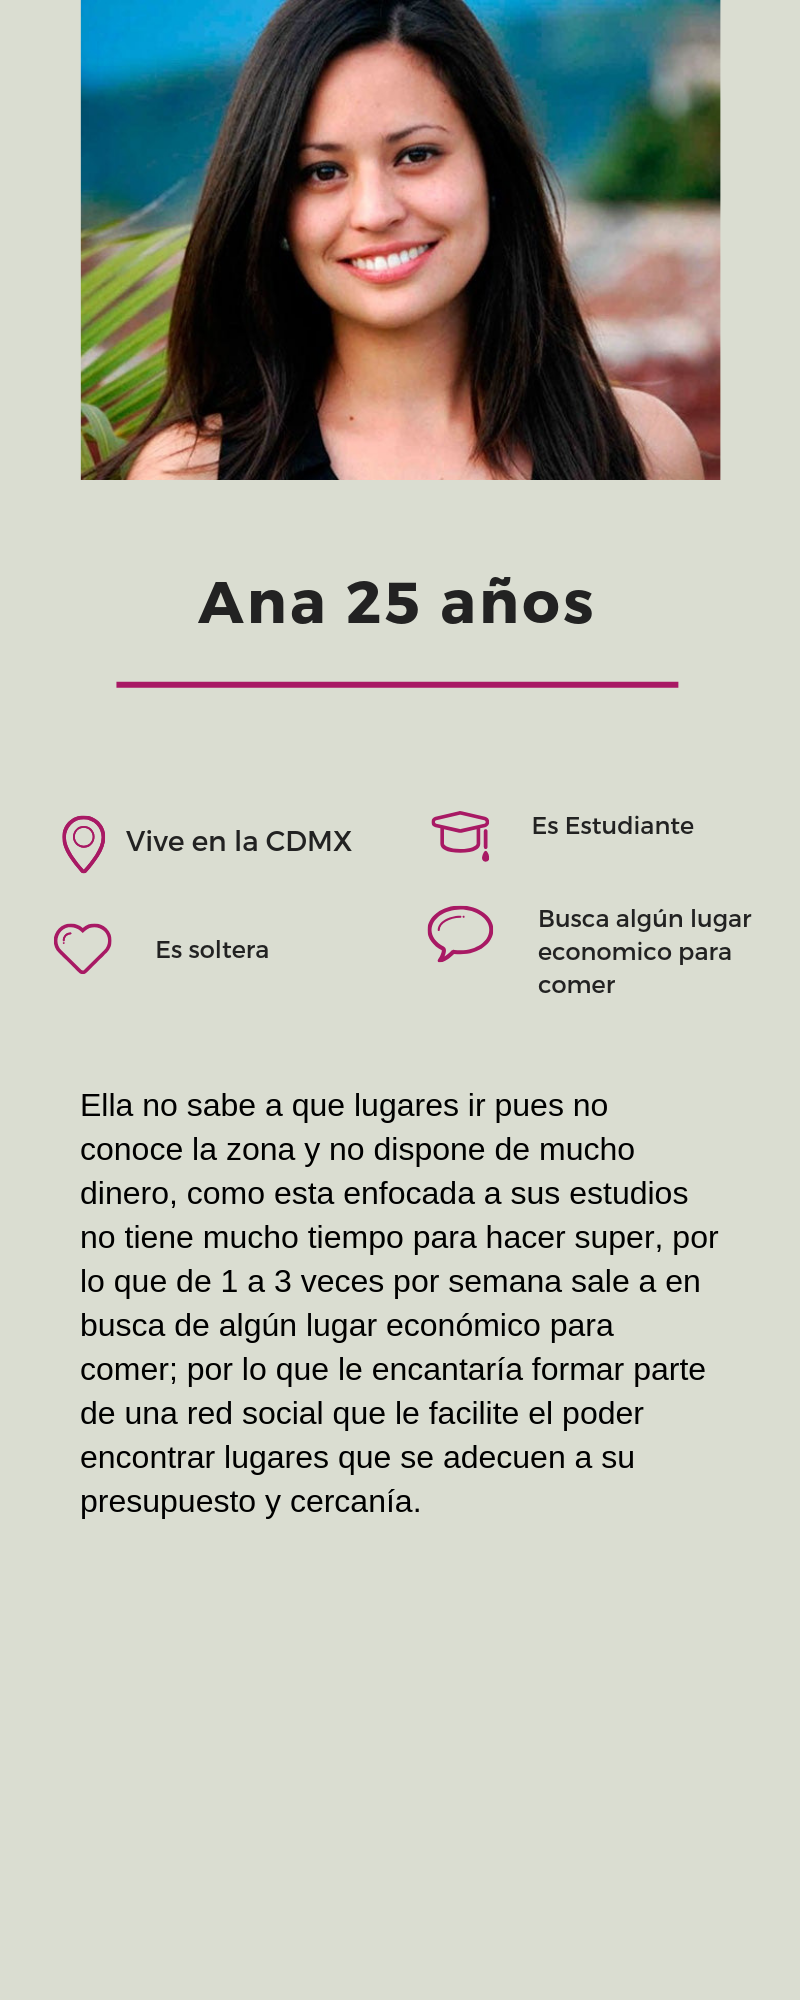 Ana 25 años
Vive en la CDMX
Es Estudiante
Es soltera
Busca algún lugar
economico para
comer
Ella no sabe a que lugares ir pues no
conoce la zona y no dispone de mucho
dinero, como esta enfocada a sus estudios
no tiene mucho tiempo para hacer super, por
lo que de 1 a 3 veces por semana sale a en
busca de algún lugar económico para
comer; por lo que le encantaría formar parte
de una red social que le facilite el poder
encontrar lugares que se adecuen a su
presupuesto y cercanía.